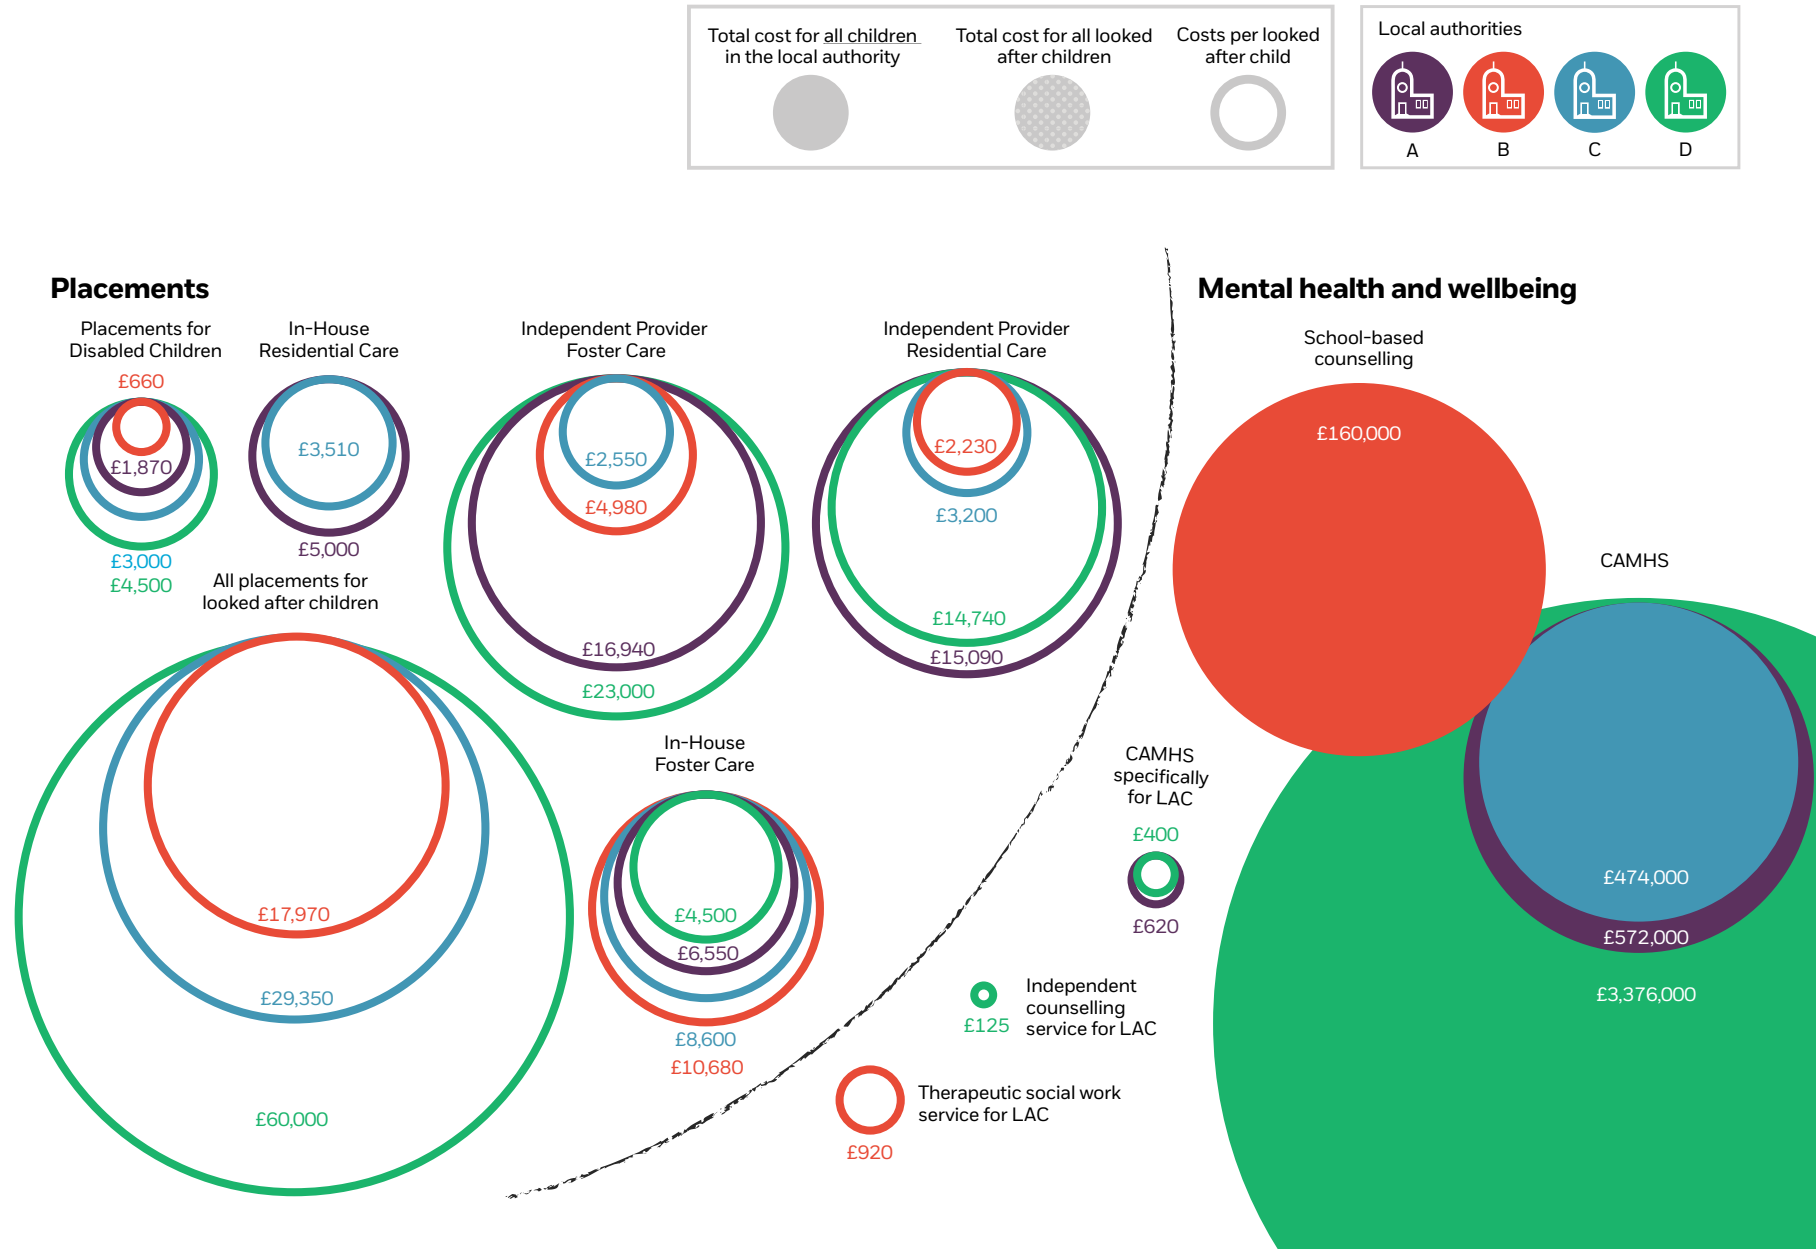 Total cost for all children
in the local authority
Total cost for all looked
after children
Costs per looked
after child
Local authorities
A
B
C
D
Placements
Placements for
Disabled Children
£660
£1,870
£3,000
£4,500
In-House
Residential Care
£3,510
£5,000
Independent Provider
Foster Care
£2,550
£4,980
£16,940
£23,000
Independent Provider
Residential Care
£2,230
£3,200
£14,740
£15,090
All placements for
looked after children
£17,970
£29,350
£60,000
In-House
Foster Care
£4,500
£6,550
£8,600
£10,680
Mental health and wellbeing
School-based
counselling
£160,000
CAMHS
£474,000
£572,000
£3,376,000
CAMHS
specifically
for LAC
£400
£620
Independent
counselling
service for LAC
£125
Therapeutic social work
service for LAC
£920